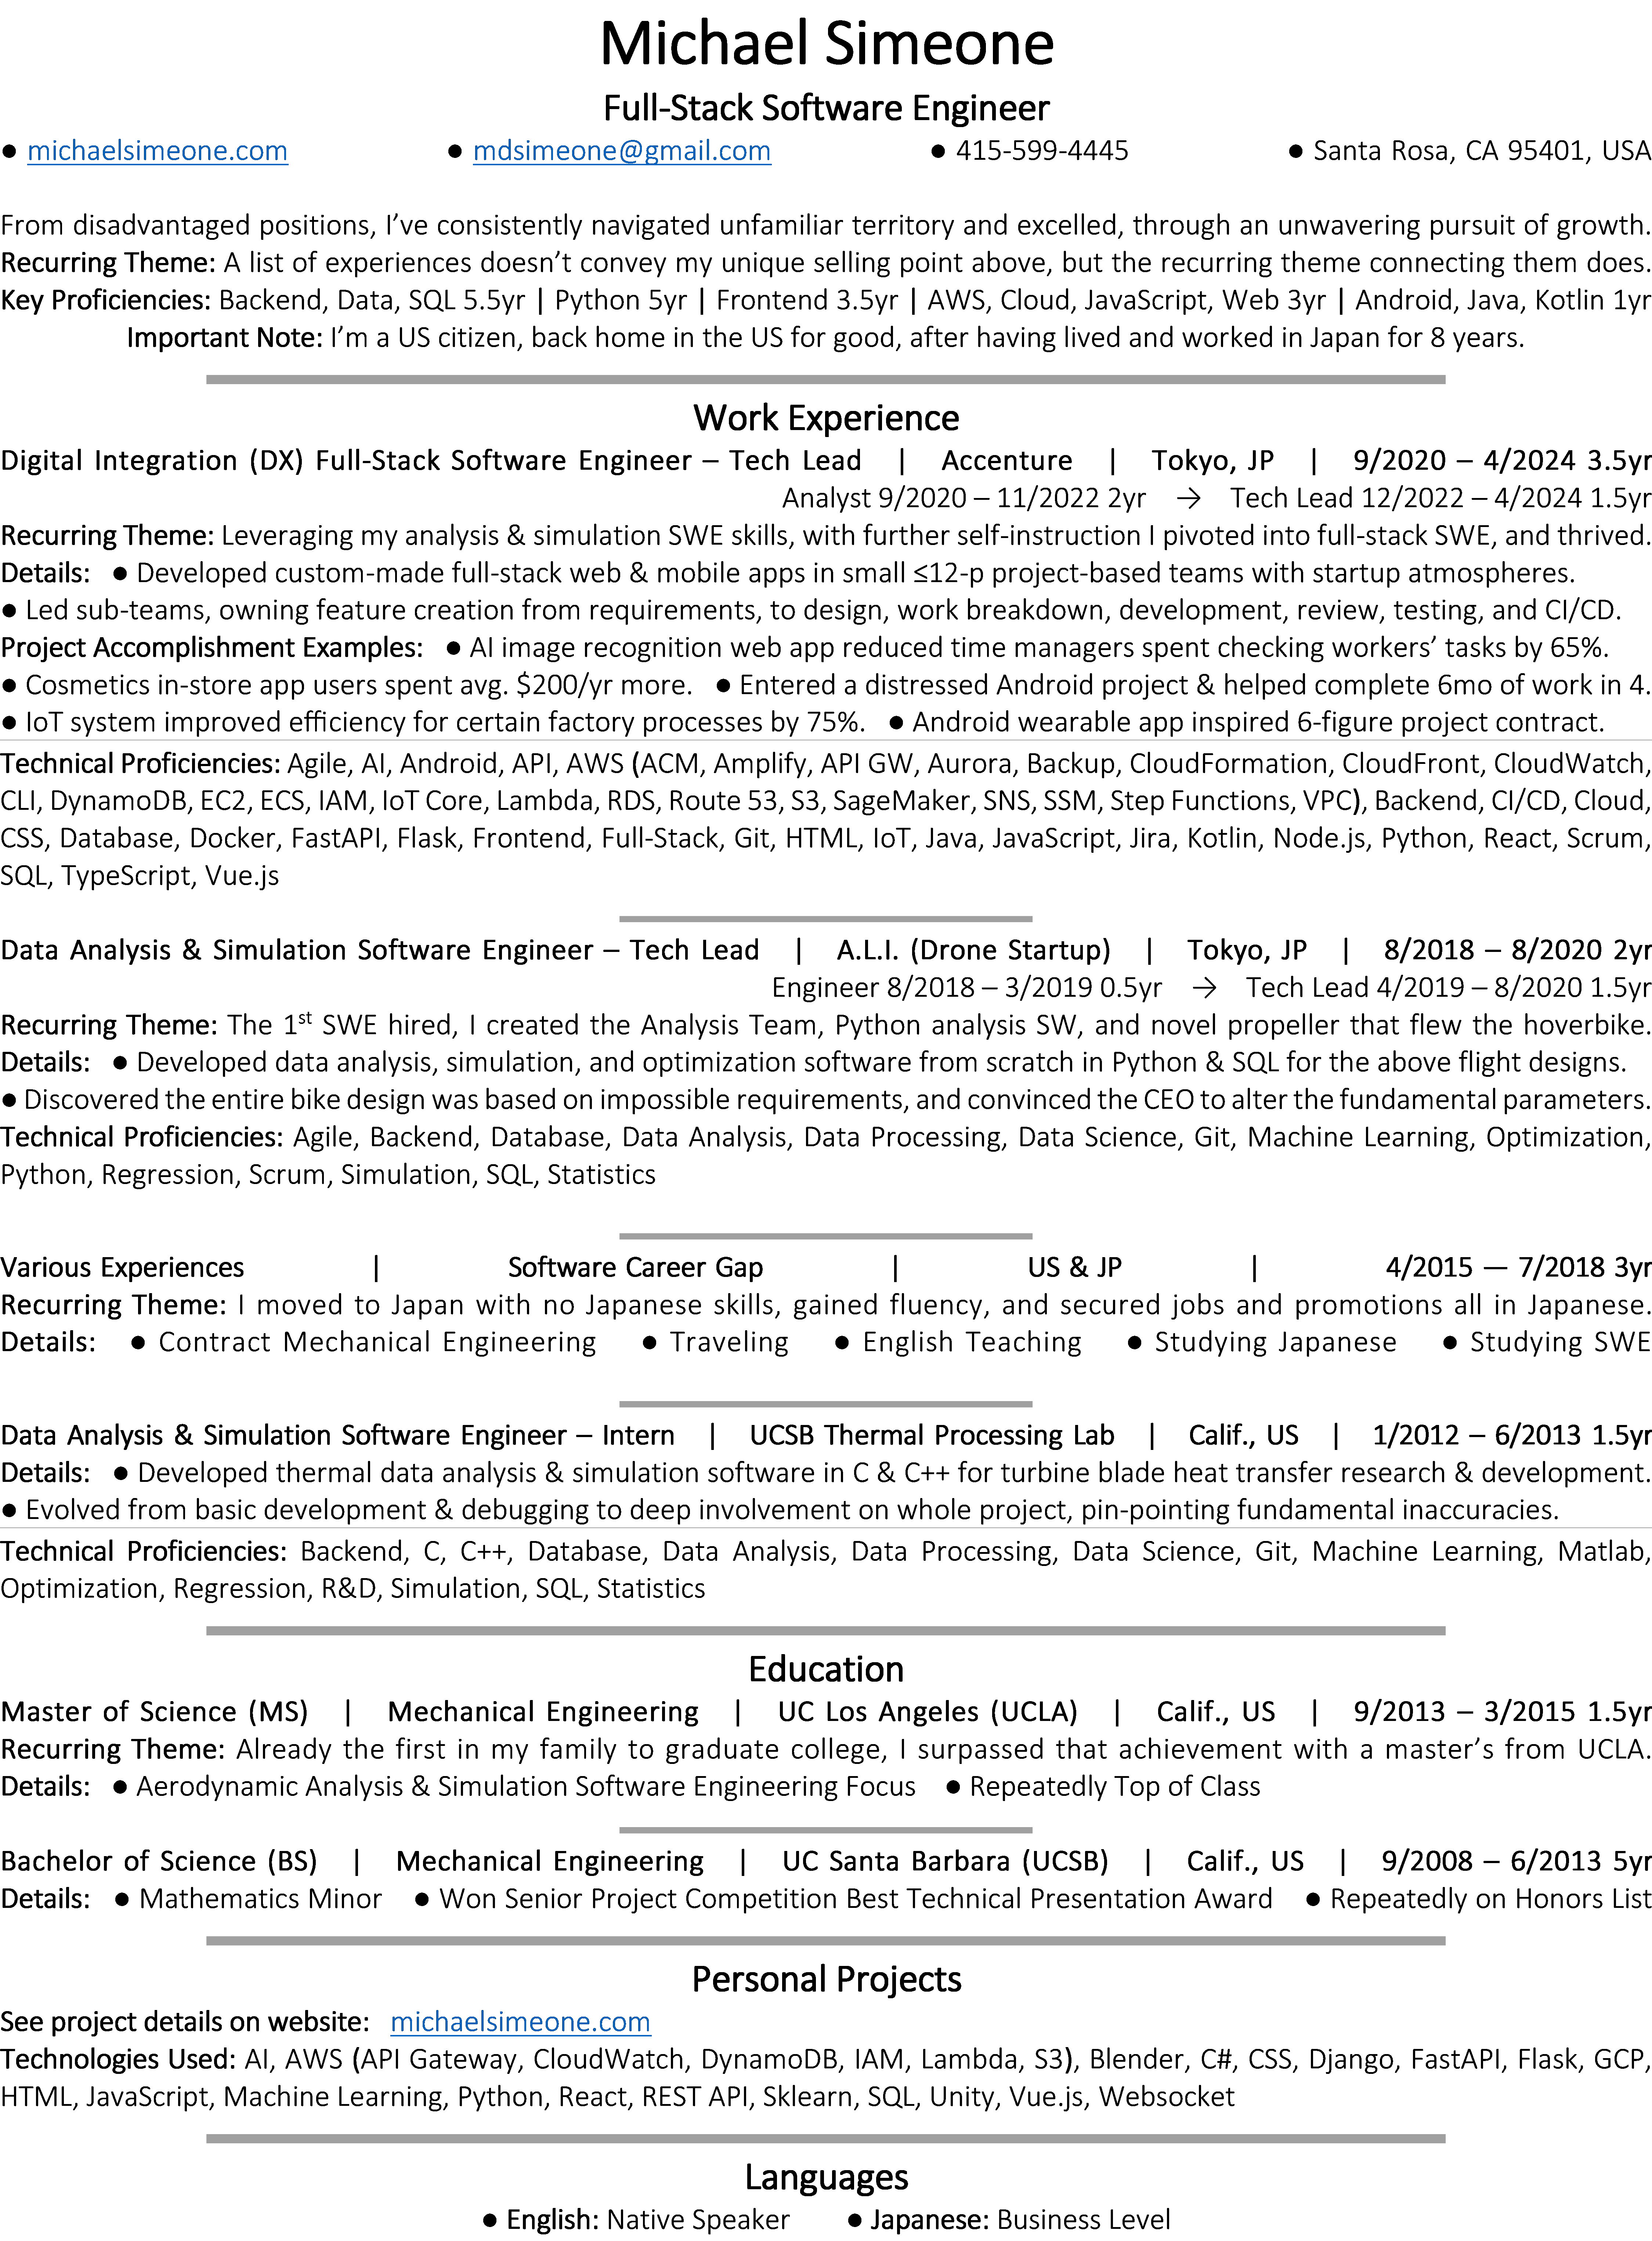 Michael Simeone
Full-Stack Software Engineer
● michaelsimeone.com ● mdsimeone@gmail.com ● 415-599-4445 ● Santa Rosa, CA 95401, USA
From disadvantaged positions, I’ve consistently navigated unfamiliar territory and excelled, through an unwavering pursuit of growth.
Recurring Theme: A list of experiences doesn’t convey my unique selling point above, but the recurring theme connecting them does.
Key Proficiencies: Backend, Data, SQL 5.5yr | Python 5yr | Frontend 3.5yr | AWS, Cloud, JavaScript, Web 3yr | Android, Java, Kotlin 1yr
Important Note: I’m a US citizen, back home in the US for good, after having lived and worked in Japan for 8 years.
Work Experience
Digital Integration (DX) Full-Stack Software Engineer – Tech Lead | Accenture | Tokyo, JP | 9/2020 – 4/2024 3.5yr
Analyst 9/2020 – 11/2022 2yr → Tech Lead 12/2022 – 4/2024 1.5yr
Recurring Theme: Leveraging my analysis & simulation SWE skills, with further self-instruction I pivoted into full-stack SWE, and thrived.
Details: ● Developed custom-made full-stack web & mobile apps in small ≤12-p project-based teams with startup atmospheres.
● Led sub-teams, owning feature creation from requirements, to design, work breakdown, development, review, testing, and CI/CD.
Project Accomplishment Examples: ● AI image recognition web app reduced time managers spent checking workers’ tasks by 65%.
● Cosmetics in-store app users spent avg. $200/yr more. ● Entered a distressed Android project & helped complete 6mo of work in 4.
● IoT system improved efficiency for certain factory processes by 75%. ● Android wearable app inspired 6-figure project contract.
Technical Proficiencies: Agile, AI, Android, API, AWS (ACM, Amplify, API GW, Aurora, Backup, CloudFormation, CloudFront, CloudWatch,
CLI, DynamoDB, EC2, ECS, IAM, IoT Core, Lambda, RDS, Route 53, S3, SageMaker, SNS, SSM, Step Functions, VPC), Backend, CI/CD, Cloud,
CSS, Database, Docker, FastAPI, Flask, Frontend, Full-Stack, Git, HTML, IoT, Java, JavaScript, Jira, Kotlin, Node.js, Python, React, Scrum,
SQL, TypeScript, Vue.js
Data Analysis & Simulation Software Engineer – Tech Lead | A.L.I. (Drone Startup) | Tokyo, JP | 8/2018 – 8/2020 2yr
Engineer 8/2018 – 3/2019 0.5yr → Tech Lead 4/2019 – 8/2020 1.5yr
Recurring Theme: The 1st SWE hired, I created the Analysis Team, Python analysis SW, and novel propeller that flew the hoverbike.
Details: ● Developed data analysis, simulation, and optimization software from scratch in Python & SQL for the above flight designs.
● Discovered the entire bike design was based on impossible requirements, and convinced the CEO to alter the fundamental parameters.
Technical Proficiencies: Agile, Backend, Database, Data Analysis, Data Processing, Data Science, Git, Machine Learning, Optimization,
Python, Regression, Scrum, Simulation, SQL, Statistics
Various Experiences | Software Career Gap | US & JP | 4/2015 — 7/2018 3yr
Recurring Theme: I moved to Japan with no Japanese skills, gained fluency, and secured jobs and promotions all in Japanese.
Details: ● Contract Mechanical Engineering ● Traveling ● English Teaching ● Studying Japanese ● Studying SWE
Data Analysis & Simulation Software Engineer – Intern | UCSB Thermal Processing Lab | Calif., US | 1/2012 – 6/2013 1.5yr
Details: ● Developed thermal data analysis & simulation software in C & C++ for turbine blade heat transfer research & development.
● Evolved from basic development & debugging to deep involvement on whole project, pin-pointing fundamental inaccuracies.
Technical Proficiencies: Backend, C, C++, Database, Data Analysis, Data Processing, Data Science, Git, Machine Learning, Matlab,
Optimization, Regression, R&D, Simulation, SQL, Statistics
Education
Master of Science (MS) | Mechanical Engineering | UC Los Angeles (UCLA) | Calif., US | 9/2013 – 3/2015 1.5yr
Recurring Theme: Already the first in my family to graduate college, I surpassed that achievement with a master’s from UCLA.
Details: ● Aerodynamic Analysis & Simulation Software Engineering Focus ● Repeatedly Top of Class
Bachelor of Science (BS) | Mechanical Engineering | UC Santa Barbara (UCSB) | Calif., US | 9/2008 – 6/2013 5yr
Details: ● Mathematics Minor ● Won Senior Project Competition Best Technical Presentation Award ● Repeatedly on Honors List
Personal Projects
See project details on website: michaelsimeone.com
Technologies Used: AI, AWS (API Gateway, CloudWatch, DynamoDB, IAM, Lambda, S3), Blender, C#, CSS, Django, FastAPI, Flask, GCP,
HTML, JavaScript, Machine Learning, Python, React, REST API, Sklearn, SQL, Unity, Vue.js, Websocket
Languages
● English: Native Speaker ● Japanese: Business Level